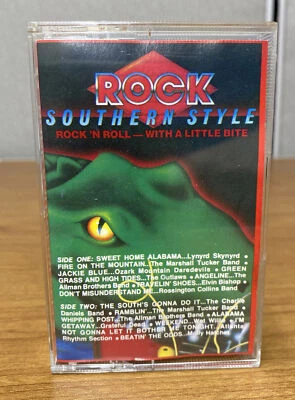 ROCK
SOUTHERN STYLE
ROCK 'N ROLL — WITH A LITTLE BITE
SIDE ONE: SWEET HOME ALABAMA...Lynyrd Skynyrd •
FIRE ON THE MOUNTAIN...The Marshall Tucker Band •
JACKIE BLUE...Ozark Mountain Daredevils • GREEN
GRASS AND HIGH TIDES...The Outlaws • ANGELINE...The
Allman Brothers Band • TRAVELIN' SHOES...Elvin Bishop •
DON'T MISUNDERSTAND ME...Rossington Collins Band
SIDE TWO: THE SOUTH'S GONNA DO IT...The Charlie
Daniels Band • RAMBLIN'...The Marshall Tucker Band •
WHIPPING POST...The Allman Brothers Band • ALABAMA
GETAWAY...Grateful Dead • WEEKEND...Wet Willie • I'M
NOT GONNA LET IT BOTHER ME TONIGHT...Atlanta
Rhythm Section • BEATIN' THE ODDS...Molly Hatchet